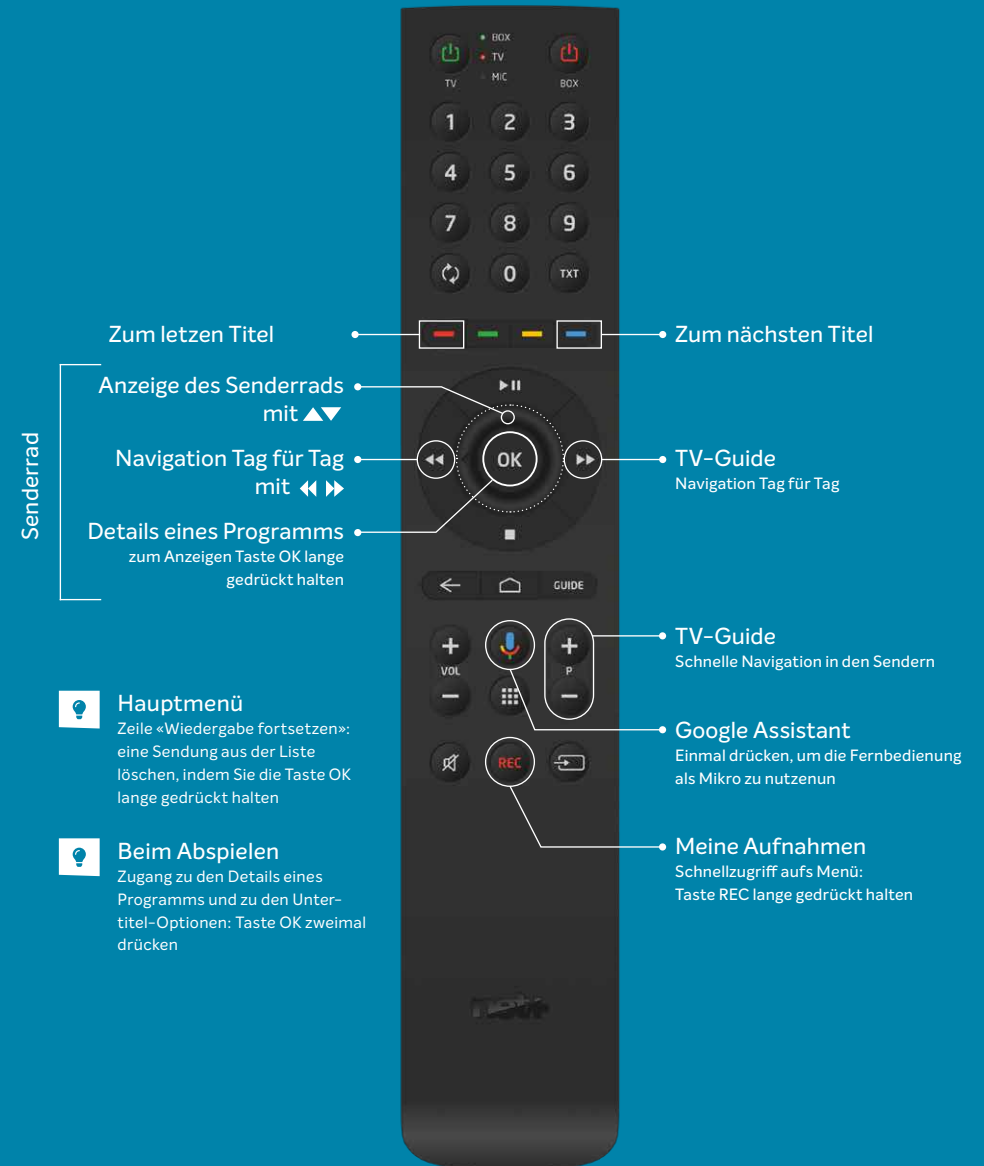 BOX
TV
MIC
TV
BOX
1 2 3
4 5 6
7 8 9
0 TXT
Zum letzen Titel
Zum nächsten Titel
Senderrad
Anzeige des Senderrads
mit ▲▼
Navigation Tag für Tag
mit ◀◀ ▶▶
Details eines Programms
zum Anzeigen Taste OK lange
gedrückt halten
OK
TV-Guide
Navigation Tag für Tag
GUIDE
+ +
VOL P
− −
REC
TV-Guide
Schnelle Navigation in den Sendern
Google Assistant
Einmal drücken, um die Fernbedienung
als Mikro zu nutzenun
Meine Aufnahmen
Schnellzugriff aufs Menü:
Taste REC lange gedrückt halten
Hauptmenü
Zeile «Wiedergabe fortsetzen»:
eine Sendung aus der Liste
löschen, indem Sie die Taste OK
lange gedrückt halten
Beim Abspielen
Zugang zu den Details eines
Programms und zu den Unter-
titel-Optionen: Taste OK zweimal
drücken
net+